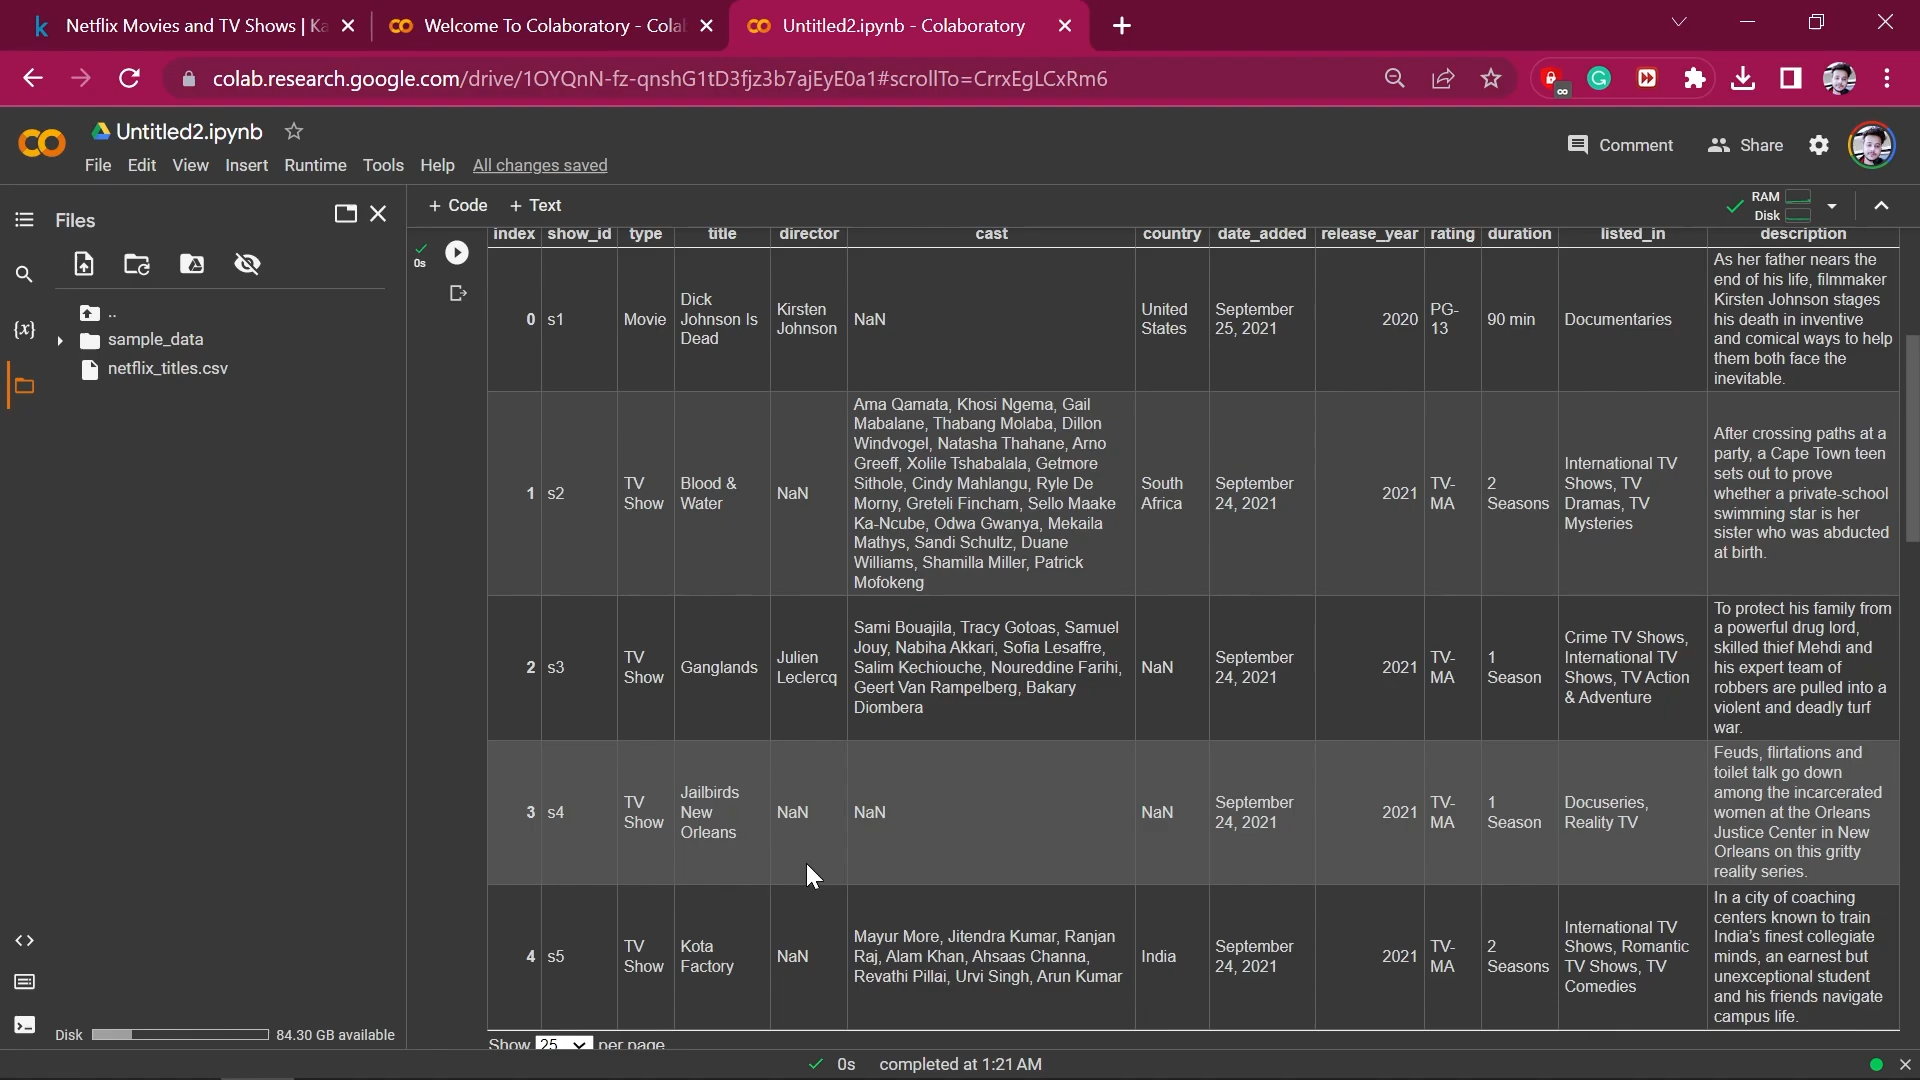 Netflix Movies and TV Shows | Ka
Welcome To Colaboratory - Colab
Untitled2.ipynb - Colaboratory
colab.research.google.com/drive/1OYQnN-fz-qnshG1tD3fjz3b7ajEyE0a1#scrollTo=CrrxEgLCxRm6
Untitled2.ipynb
File Edit View Insert Runtime Tools Help All changes saved
Comment Share
Files
+ Code + Text
RAM
Disk
{x}
..
sample_data
netflix_titles.csv
0s
index show_id type title director cast country date_added release_year rating duration listed_in description
0 s1 Movie
Dick
Johnson Is
Dead
Kirsten
Johnson
NaN
United
States
September
25, 2021
2020
PG-
13
90 min
Documentaries
As her father nears the
end of his life, filmmaker
Kirsten Johnson stages
his death in inventive
and comical ways to help
them both face the
inevitable.
1 s2
TV
Show
Blood &
Water
NaN
Ama Qamata, Khosi Ngema, Gail
Mabalane, Thabang Molaba, Dillon
Windvogel, Natasha Thahane, Arno
Greeff, Xolile Tshabalala, Getmore
Sithole, Cindy Mahlangu, Ryle De
Morny, Greteli Fincham, Sello Maake
Ka-Ncube, Odwa Gwanya, Mekaila
Mathys, Sandi Schultz, Duane
Williams, Shamilla Miller, Patrick
Mofokeng
South
Africa
September
24, 2021
2021
TV-
MA
2
Seasons
International TV
Shows, TV
Dramas, TV
Mysteries
After crossing paths at a
party, a Cape Town teen
sets out to prove
whether a private-school
swimming star is her
sister who was abducted
at birth.
2 s3
TV
Show
Ganglands
Julien
Leclercq
Sami Bouajila, Tracy Gotoas, Samuel
Jouy, Nabiha Akkari, Sofia Lesaffre,
Salim Kechiouche, Noureddine Farihi,
Geert Van Rampelberg, Bakary
Diombera
NaN
September
24, 2021
2021
TV-
MA
1
Season
Crime TV Shows,
International TV
Shows, TV Action
& Adventure
To protect his family from
a powerful drug lord,
skilled thief Mehdi and
his expert team of
robbers are pulled into a
violent and deadly turf
war.
3 s4
TV
Show
Jailbirds
New
Orleans
NaN
NaN
NaN
September
24, 2021
2021
TV-
MA
1
Season
Docuseries,
Reality TV
Feuds, flirtations and
toilet talk go down
among the incarcerated
women at the Orleans
Justice Center in New
Orleans on this gritty
reality series.
4 s5
TV
Show
Kota
Factory
NaN
Mayur More, Jitendra Kumar, Ranjan
Raj, Alam Khan, Ahsaas Channa,
Revathi Pillai, Urvi Singh, Arun Kumar
India
September
24, 2021
2021
TV-
MA
2
Seasons
International TV
Shows, Romantic
TV Shows, TV
Comedies
In a city of coaching
centers known to train
India's finest collegiate
minds, an earnest but
unexceptional student
and his friends navigate
campus life.
Show 25 per page
Disk 84.30 GB available
0s completed at 1:21 AM